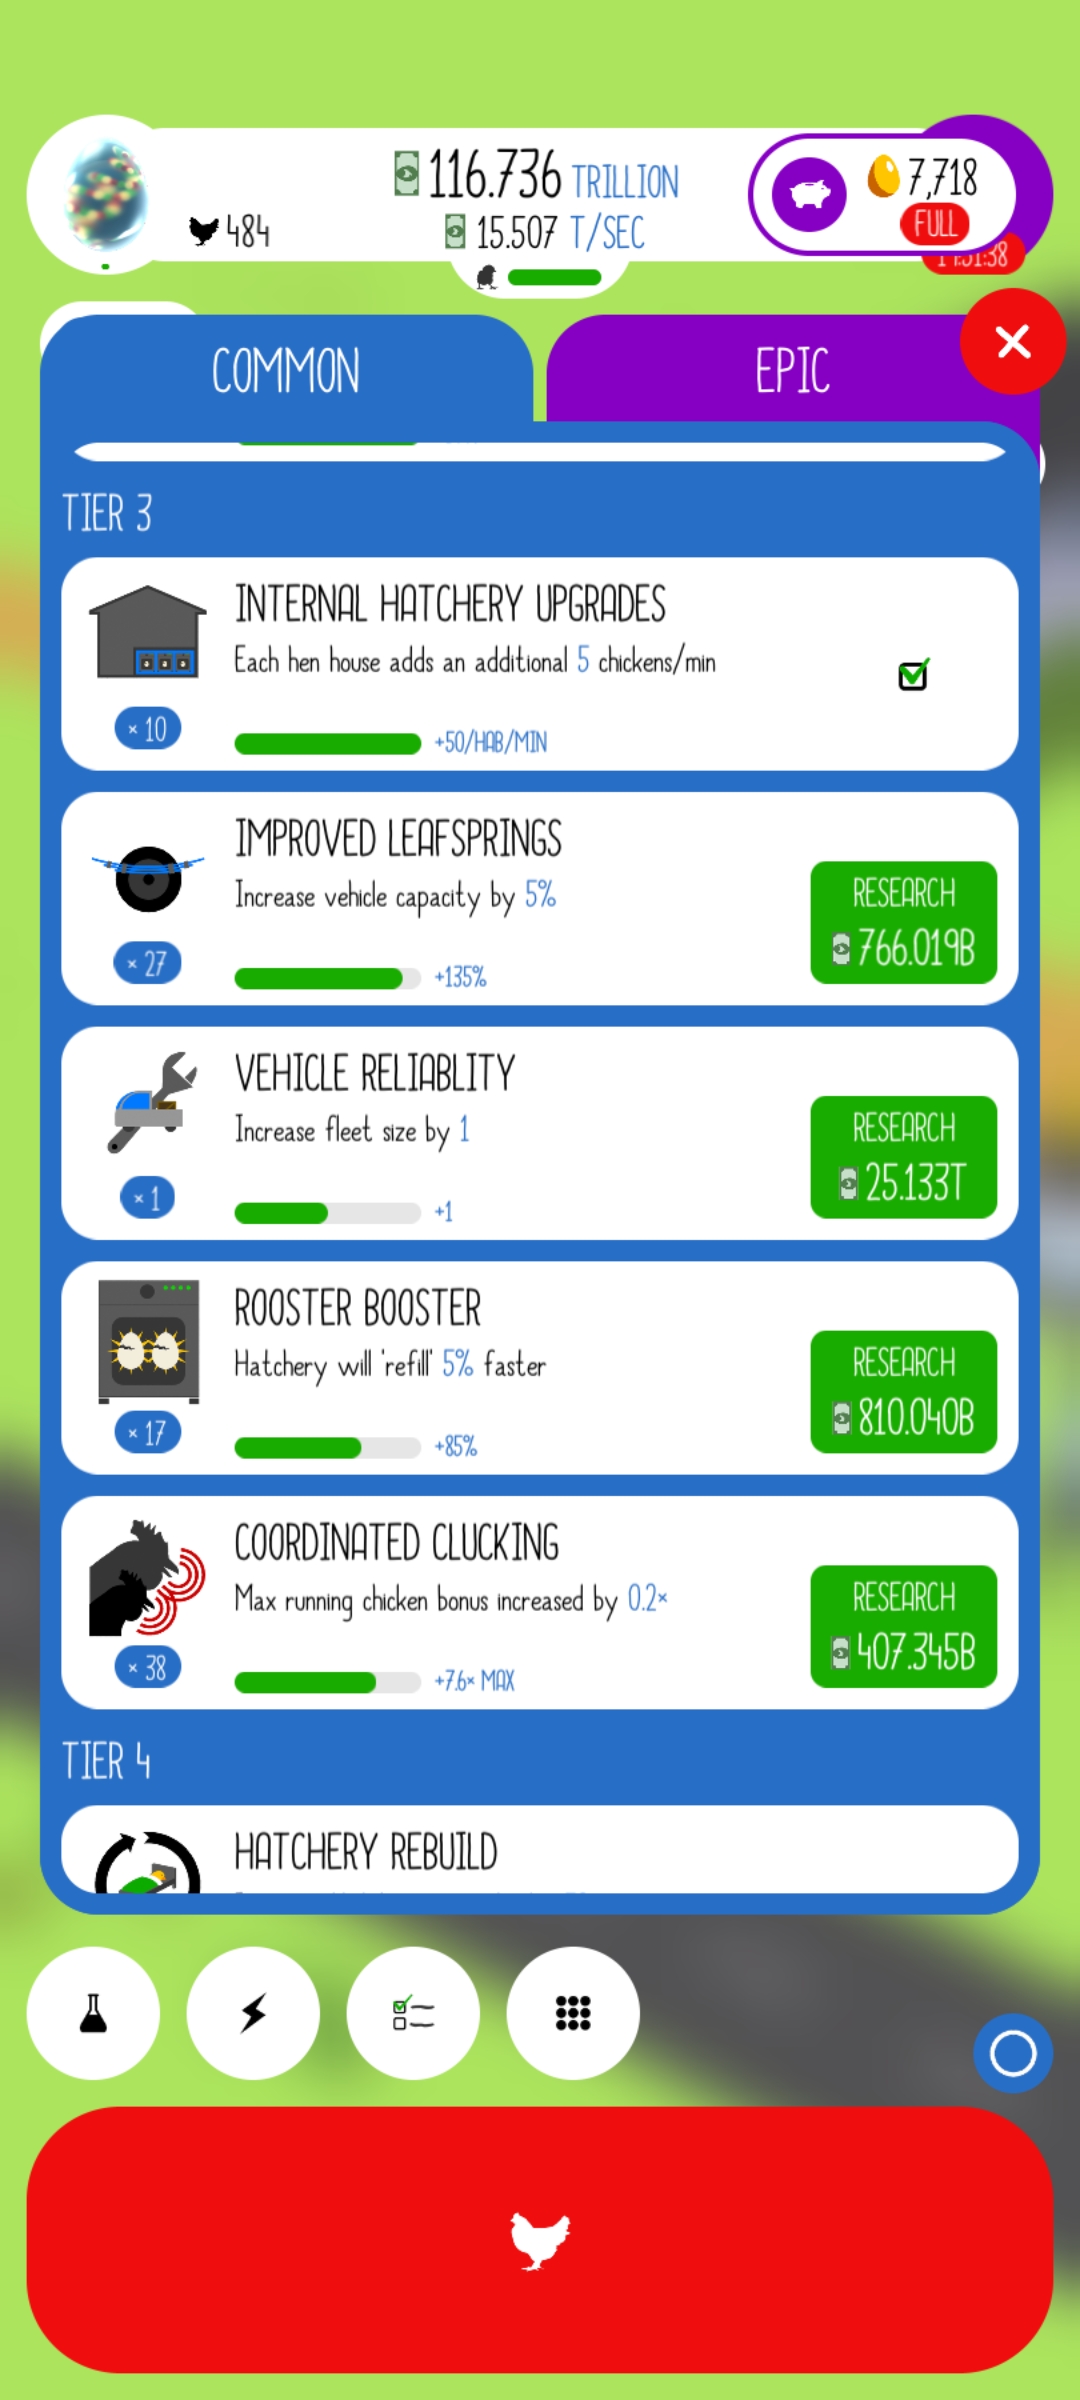 116.736 TRILLION
484
15.507 T/SEC
7,718
FULL
COMMON
EPIC
TIER 3
INTERNAL HATCHERY UPGRADES
Each hen house adds an additional 5 chickens/min
× 10
+50/HAB/MIN
IMPROVED LEAFSPRINGS
Increase vehicle capacity by 5%
RESEARCH
766.019B
× 27
+135%
VEHICLE RELIABLITY
Increase fleet size by 1
RESEARCH
25.133T
× 1
+1
ROOSTER BOOSTER
Hatchery will 'refill' 5% faster
RESEARCH
810.040B
× 17
+85%
COORDINATED CLUCKING
Max running chicken bonus increased by 0.2×
RESEARCH
407.345B
× 38
+7.6× MAX
TIER 4
HATCHERY REBUILD